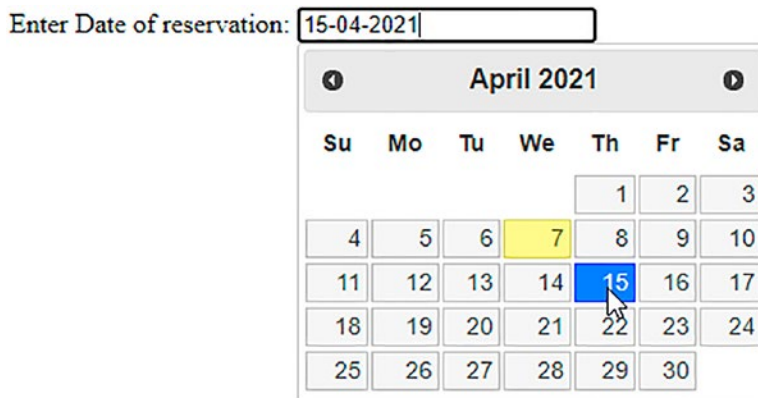 Enter Date of reservation: 15-04-2021
April 2021
Su Mo Tu We Th Fr Sa
1 2 3
4 5 6 7 8 9 10
11 12 13 14 15 16 17
18 19 20 21 22 23 24
25 26 27 28 29 30